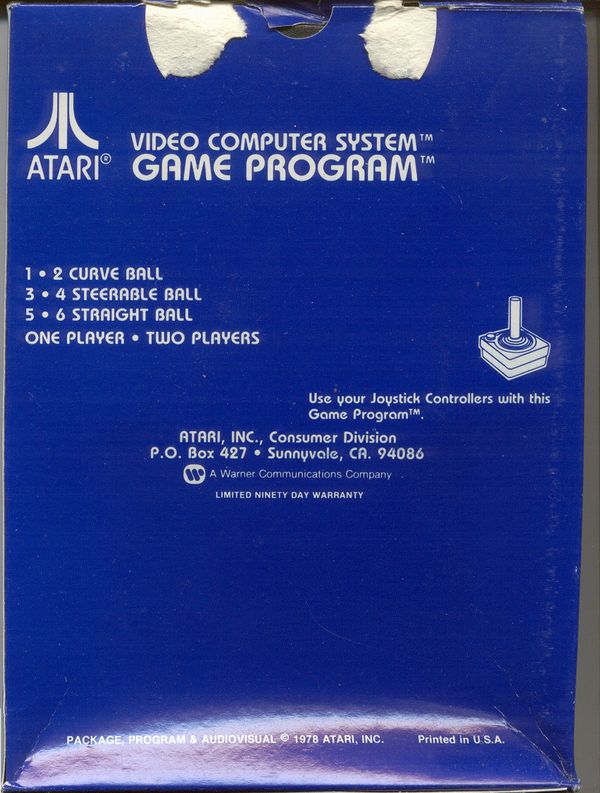 ATARI®
VIDEO COMPUTER SYSTEM™
GAME PROGRAM™
1 • 2 CURVE BALL
3 • 4 STEERABLE BALL
5 • 6 STRAIGHT BALL
ONE PLAYER • TWO PLAYERS
Use your Joystick Controllers with this
Game Program™.
ATARI, INC., Consumer Division
P.O. Box 427 • Sunnyvale, CA. 94086
A Warner Communications Company
LIMITED NINETY DAY WARRANTY
PACKAGE, PROGRAM & AUDIOVISUAL © 1978 ATARI, INC. Printed in U.S.A.